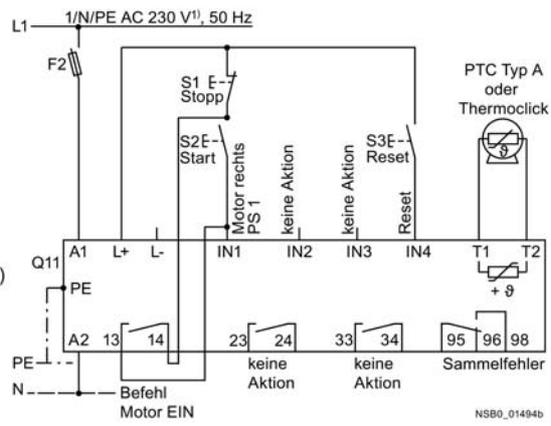 1/N/PE AC 230 V¹⁾, 50 Hz
L1
F2
S1 E
Stopp
S2E
Start
Motor rechts
PS 1
keine Aktion
keine Aktion
S3E
Reset
Reset
PTC Typ A
oder
Thermoclick
ϑ
A1 L+ L- IN1 IN2 IN3 IN4 T1 T2
Q11
)
PE
+ ϑ
A2 13 14 23 24 33 34 95 96 98
PE
keine
Aktion
keine
Aktion
Sammelfehler
N
Befehl
Motor EIN
NSB0_01494b